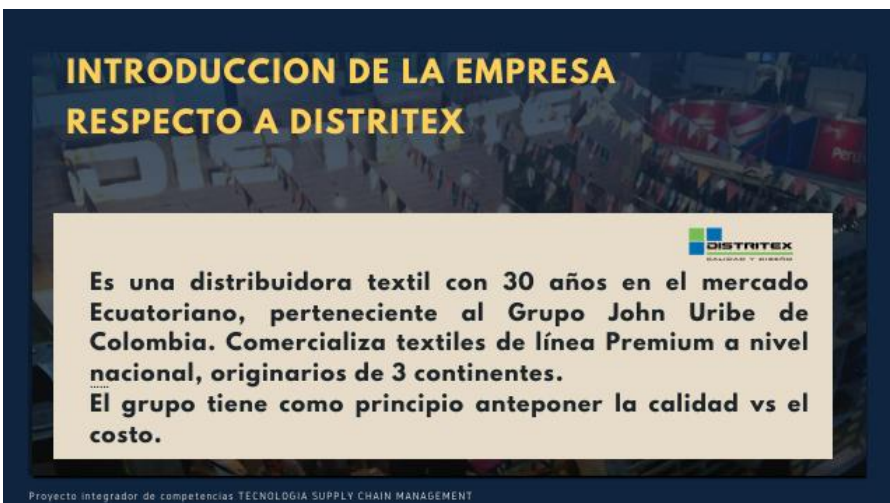 INTRODUCCION DE LA EMPRESA
RESPECTO A DISTRITEX
DISTRITE
Peru
DISTRITEX
CALIDAD Y DISEÑO
Es una distribuidora textil con 30 años en el mercado
Ecuatoriano, perteneciente al Grupo John Uribe de
Colombia. Comercializa textiles de línea Premium a nivel
nacional, originarios de 3 continentes.
El grupo tiene como principio anteponer la calidad vs el
costo.
Proyecto integrador de competencias TECNOLOGIA SUPPLY CHAIN MANAGEMENT